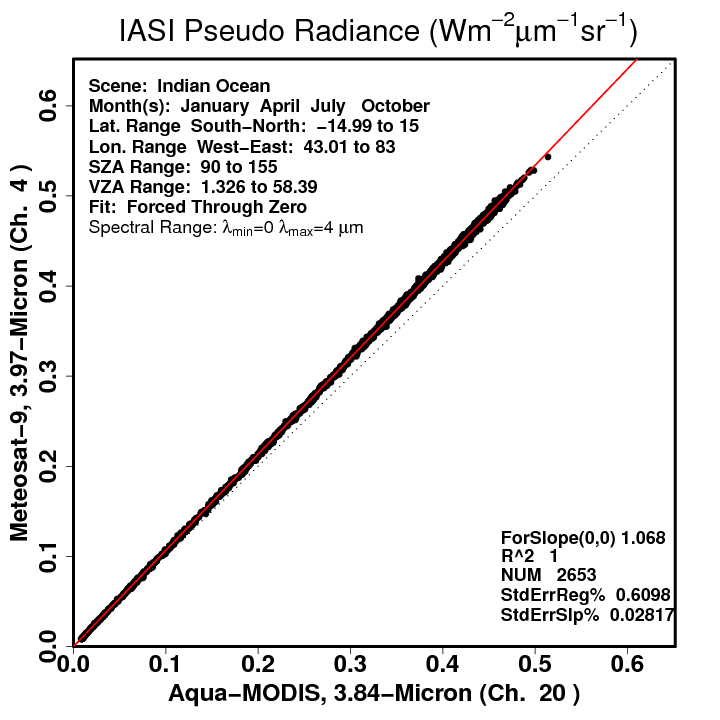 IASI Pseudo Radiance (Wm−2μm−1sr−1)
Scene: Indian Ocean
Month(s): January April July October
Lat. Range South−North: −14.99 to 15
Lon. Range West−East: 43.01 to 83
SZA Range: 90 to 155
VZA Range: 1.326 to 58.39
Fit: Forced Through Zero
Spectral Range: λmin=0 λmax=4 μm
Meteosat−9, 3.97−Micron (Ch. 4 )
0.6
0.5
0.4
0.3
0.2
0.1
0.0
ForSlope(0,0) 1.068
R^2 1
NUM 2653
StdErrReg% 0.6098
StdErrSlp% 0.02817
0.0 0.1 0.2 0.3 0.4 0.5 0.6
Aqua−MODIS, 3.84−Micron (Ch. 20 )